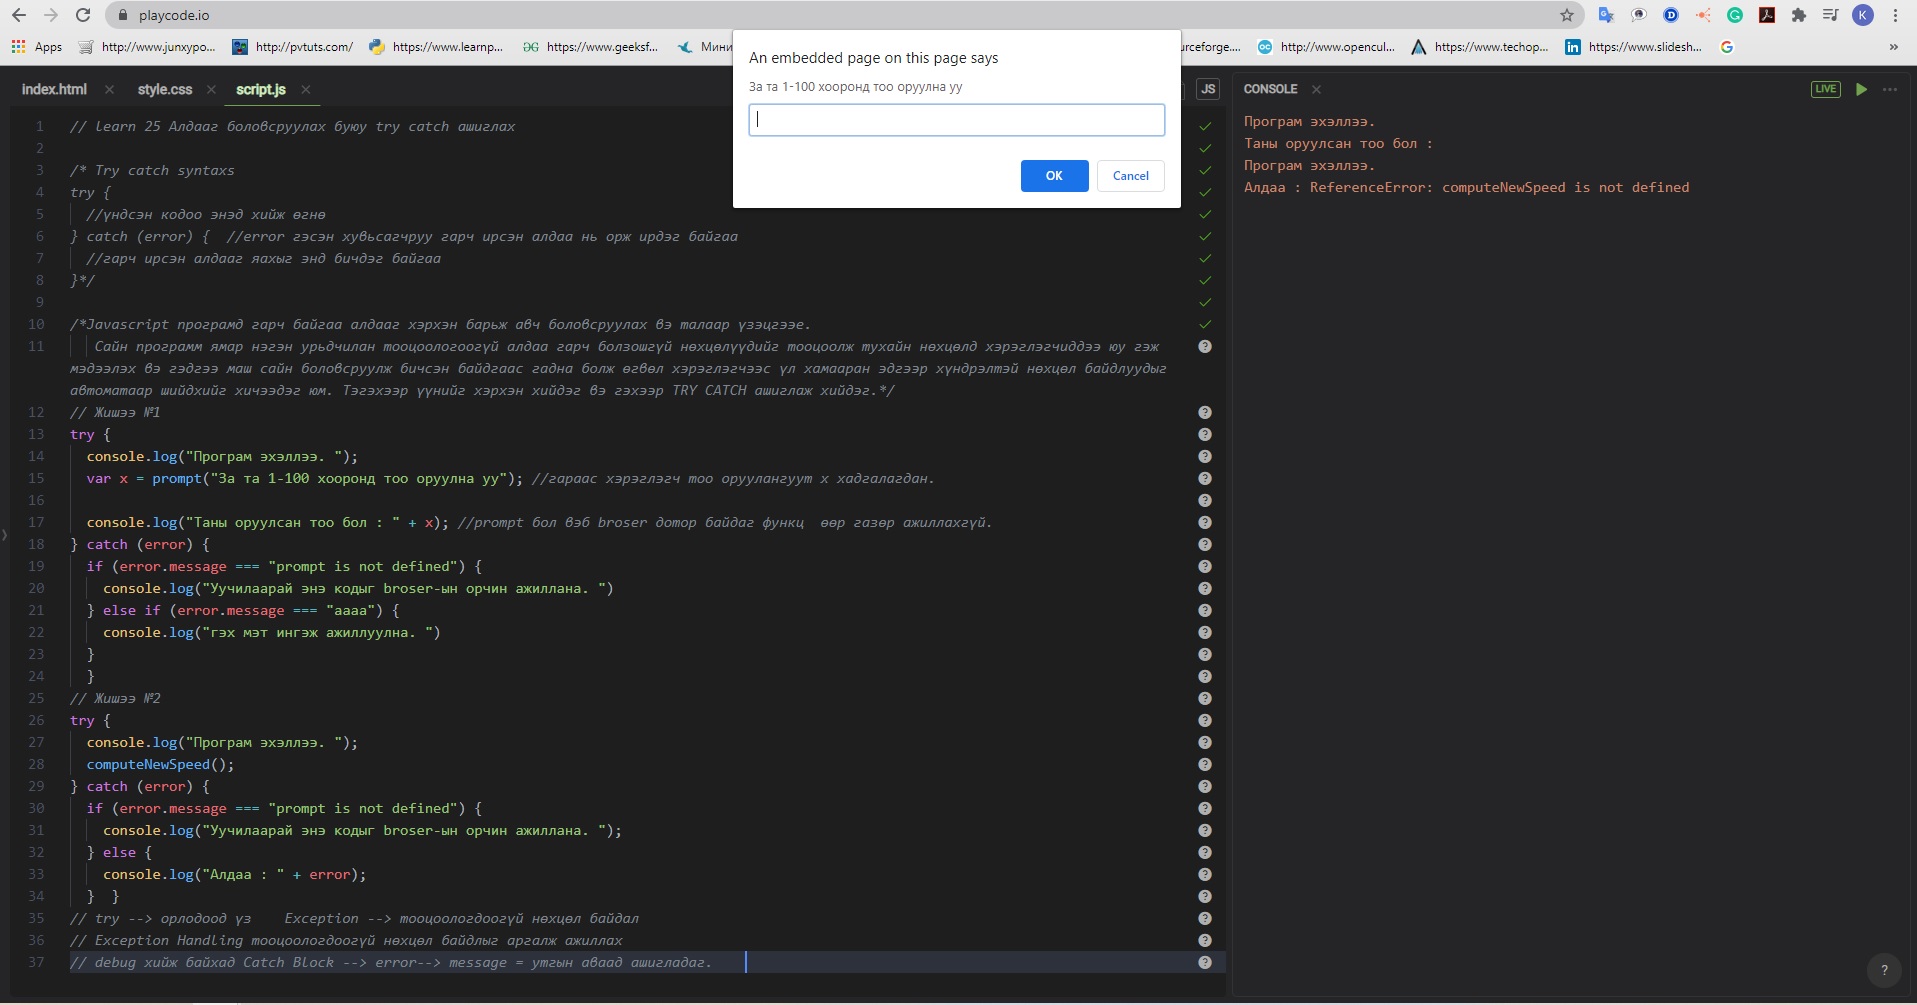 playcode.io
K
Apps
http://www.junxypo...
http://pvtuts.com/
https://www.learnp...
https://www.geeksf...
Мини
urceforge....
http://www.opencul...
https://www.techop...
https://www.slidesh...
»
An embedded page on this page says
За та 1-100 хооронд тоо оруулна уу
OK
Cancel
index.html
style.css
script.js
JS
CONSOLE
LIVE
1 // learn 25 Алдааг боловсруулах буюу try catch ашиглах
2
3 /* Try catch syntaxs
4 try {
5 //үндсэн кодоо энэд хийж өгнө
6 } catch (error) { //error гэсэн хувьсагчруу гарч ирсэн алдаа нь орж ирдэг байгаа
7 //гарч ирсэн алдааг яахыг энд бичдэг байгаа
8 }*/
9
10 /*Javascript програмд гарч байгаа алдааг хэрхэн барьж авч боловсруулах вэ талаар үзэцгээе.
11 Сайн программ ямар нэгэн урьдчилан тооцоологоогүй алдаа гарч болзошгүй нөхцөлүүдийг тооцоолж тухайн нөхцөлд хэрэглэгчиддээ юу гэж
мэдээлэх вэ гэдгээ маш сайн боловсруулж бичсэн байдгаас гадна болж өгвөл хэрэглэгчээс үл хамааран эдгээр хүндрэлтэй нөхцөл байдлуудыг
автоматаар шийдхийг хичээдэг юм. Тэгэхээр үүнийг хэрхэн хийдэг вэ гэхээр TRY CATCH ашиглаж хийдэг.*/
12 // Жишээ №1
13 try {
14 console.log("Програм эхэллээ. ");
15 var x = prompt("За та 1-100 хооронд тоо оруулна уу"); //гараас хэрэглэгч тоо оруулангуут x хадгалагдан.
16
17 console.log("Таны оруулсан тоо бол : " + x); //prompt бол вэб broser дотор байдаг функц өөр газөр ажиллахгүй.
18 } catch (error) {
19 if (error.message === "prompt is not defined") {
20 console.log("Уучилаарай энэ кодыг broser-ын орчин ажиллана. ")
21 } else if (error.message === "aaaa") {
22 console.log("гэх мэт ингэж ажиллуулна. ")
23 }
24 }
25 // Жишээ №2
26 try {
27 console.log("Програм эхэллээ. ");
28 computeNewSpeed();
29 } catch (error) {
30 if (error.message === "prompt is not defined") {
31 console.log("Уучилаарай энэ кодыг broser-ын орчин ажиллана. ");
32 } else {
33 console.log("Алдаа : " + error);
34 } }
35 // try --> орлодоод үз Exception --> тооцоологдоогүй нөхцөл байдал
36 // Exception Handling тооцоологдоогүй нөхцөл байдлыг аргалж ажиллах
37 // debug хийж байхад Catch Block --> error--> message = утгын аваад ашигладаг.
Програм эхэллээ.
Таны оруулсан тоо бол :
Програм эхэллээ.
Алдаа : ReferenceError: computeNewSpeed is not defined
?